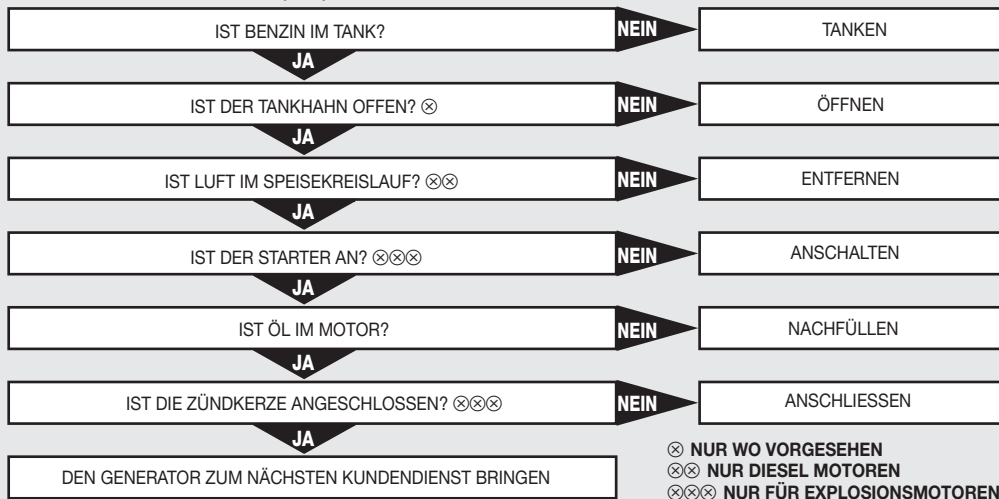 IST BENZIN IM TANK? NEIN TANKEN
JA
IST DER TANKHAHN OFFEN? ⊗ NEIN ÖFFNEN
JA
IST LUFT IM SPEISEKREISLAUF? ⊗⊗ NEIN ENTFERNEN
JA
IST DER STARTER AN? ⊗⊗⊗ NEIN ANSCHALTEN
JA
IST ÖL IM MOTOR? NEIN NACHFÜLLEN
JA
IST DIE ZÜNDKERZE ANGESCHLOSSEN? ⊗⊗⊗ NEIN ANSCHLIESSEN
JA
DEN GENERATOR ZUM NÄCHSTEN KUNDENDIENST BRINGEN
⊗ NUR WO VORGESEHEN
⊗⊗ NUR DIESEL MOTOREN
⊗⊗⊗ NUR FÜR EXPLOSIONSMOTOREN